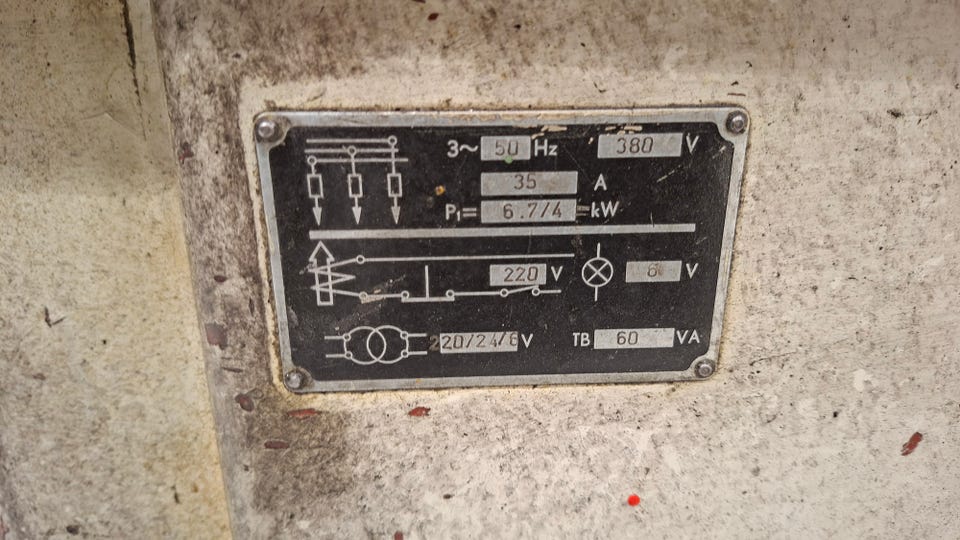 3~ 50 Hz 380 V
35 A
P1= 6.7/4 =kW
220 V 6 V
220/24/6 V TB 60 VA